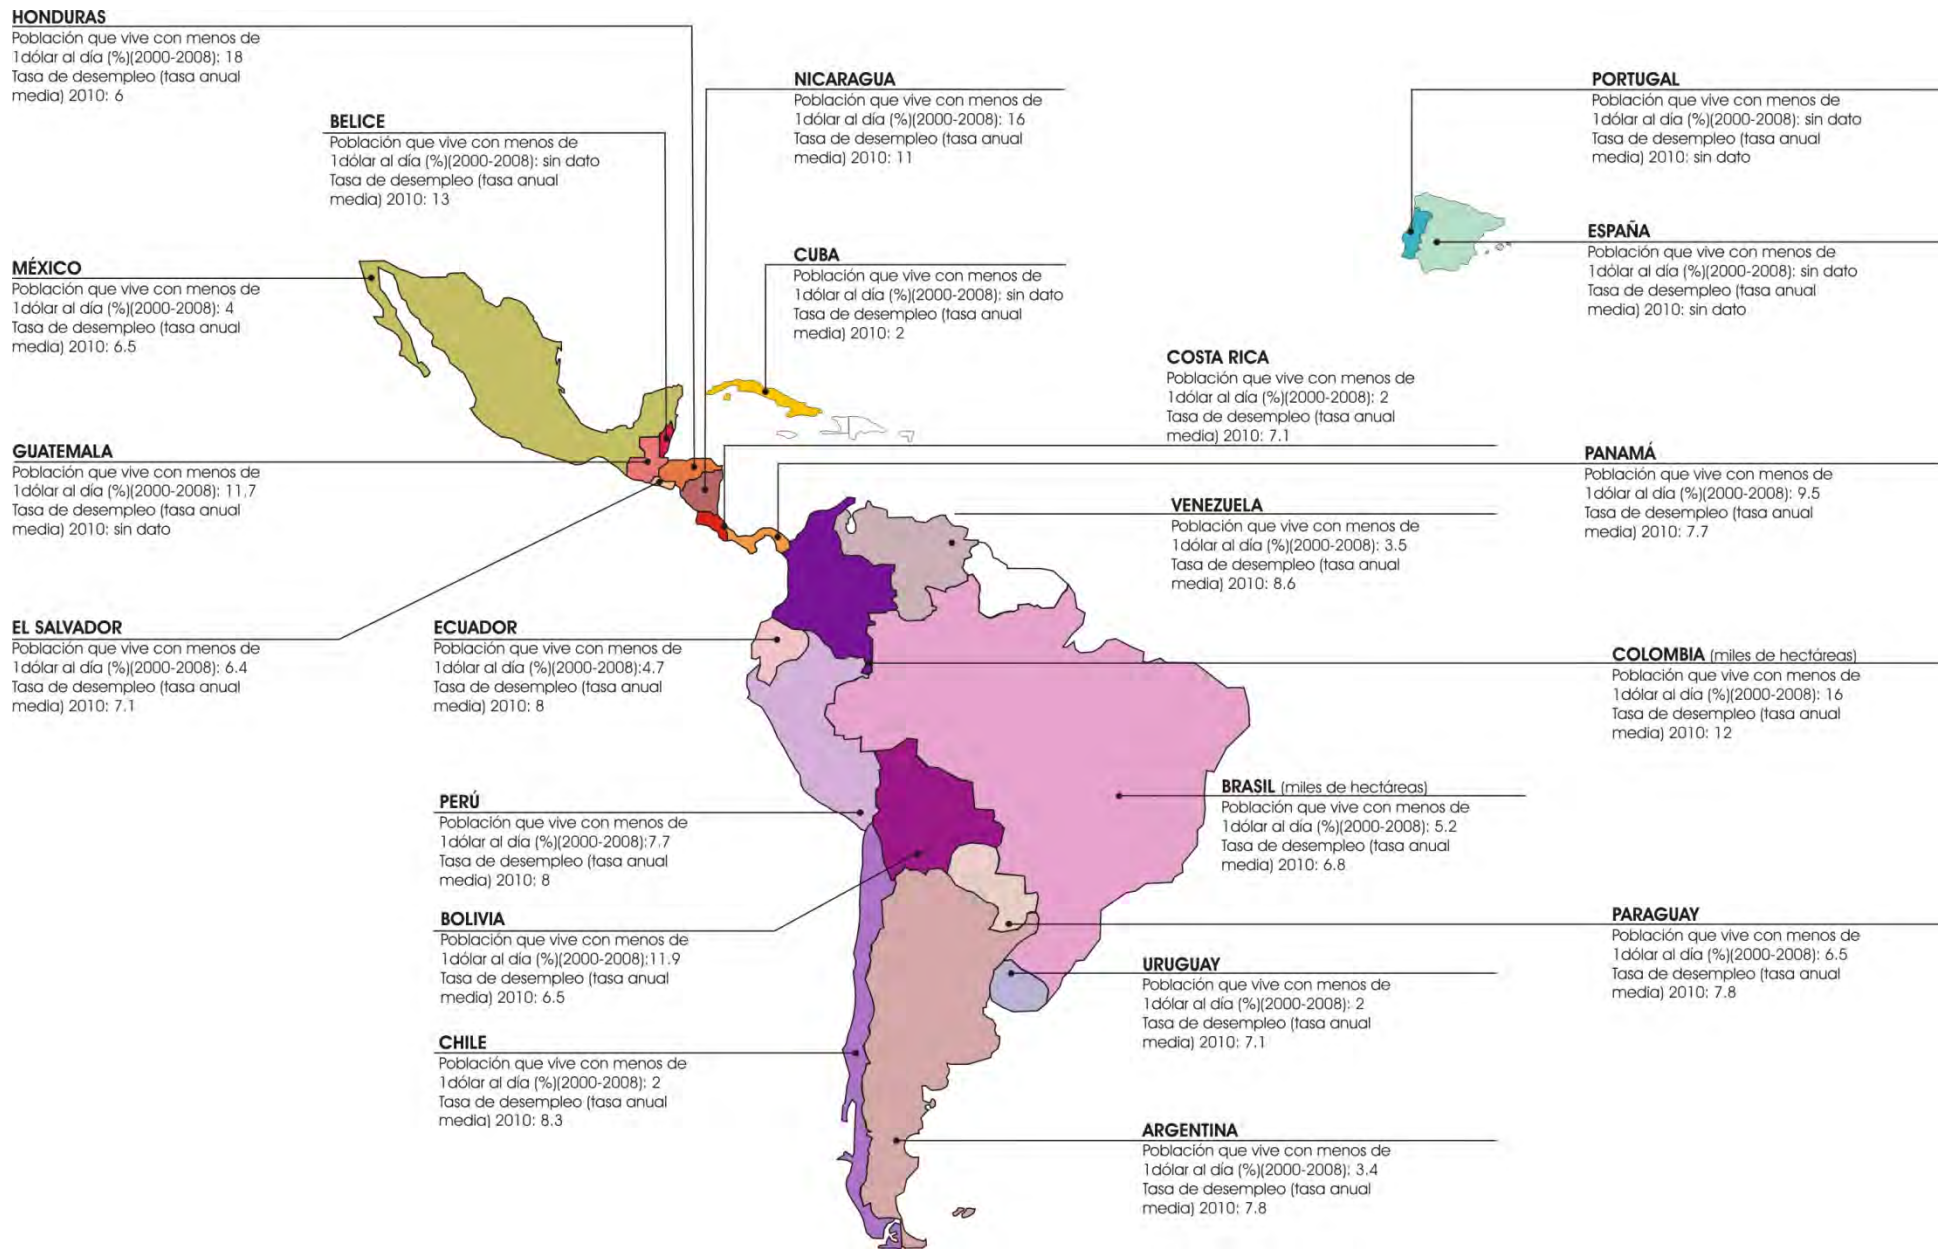 HONDURAS
Población que vive con menos de
1dólar al día (%)(2000-2008): 18
Tasa de desempleo (tasa anual
media) 2010: 6
NICARAGUA
Población que vive con menos de
1dólar al día (%)(2000-2008): 16
Tasa de desempleo (tasa anual
media) 2010: 11
PORTUGAL
Población que vive con menos de
1dólar al día (%)(2000-2008): sin dato
Tasa de desempleo (tasa anual
media) 2010: sin dato
BELICE
Población que vive con menos de
1dólar al día (%)(2000-2008): sin dato
Tasa de desempleo (tasa anual
media) 2010: 13
ESPAÑA
Población que vive con menos de
1dólar al día (%)(2000-2008): sin dato
Tasa de desempleo (tasa anual
media) 2010: sin dato
CUBA
Población que vive con menos de
1dólar al día (%)(2000-2008): sin dato
Tasa de desempleo (tasa anual
media) 2010: 2
MÉXICO
Población que vive con menos de
1dólar al día (%)(2000-2008): 4
Tasa de desempleo (tasa anual
media) 2010: 6.5
COSTA RICA
Población que vive con menos de
1dólar al día (%)(2000-2008): 2
Tasa de desempleo (tasa anual
media) 2010: 7.1
GUATEMALA
Población que vive con menos de
1dólar al día (%)(2000-2008): 11.7
Tasa de desempleo (tasa anual
media) 2010: sin dato
PANAMÁ
Población que vive con menos de
1dólar al día (%)(2000-2008): 9.5
Tasa de desempleo (tasa anual
media) 2010: 7.7
VENEZUELA
Población que vive con menos de
1dólar al día (%)(2000-2008): 3.5
Tasa de desempleo (tasa anual
media) 2010: 8.6
EL SALVADOR
Población que vive con menos de
1dólar al día (%)(2000-2008): 6.4
Tasa de desempleo (tasa anual
media) 2010: 7.1
ECUADOR
Población que vive con menos de
1dólar al día (%)(2000-2008):4.7
Tasa de desempleo (tasa anual
media) 2010: 8
COLOMBIA (miles de hectáreas)
Población que vive con menos de
1dólar al día (%)(2000-2008): 16
Tasa de desempleo (tasa anual
media) 2010: 12
BRASIL (miles de hectáreas)
Población que vive con menos de
1dólar al día (%)(2000-2008): 5.2
Tasa de desempleo (tasa anual
media) 2010: 6.8
PERÚ
Población que vive con menos de
1dólar al día (%)(2000-2008):7.7
Tasa de desempleo (tasa anual
media) 2010: 8
BOLIVIA
Población que vive con menos de
1dólar al día (%)(2000-2008):11.9
Tasa de desempleo (tasa anual
media) 2010: 6.5
PARAGUAY
Población que vive con menos de
1dólar al día (%)(2000-2008): 6.5
Tasa de desempleo (tasa anual
media) 2010: 7.8
URUGUAY
Población que vive con menos de
1dólar al día (%)(2000-2008): 2
Tasa de desempleo (tasa anual
media) 2010: 7.1
CHILE
Población que vive con menos de
1dólar al día (%)(2000-2008): 2
Tasa de desempleo (tasa anual
media) 2010: 8.3
ARGENTINA
Población que vive con menos de
1dólar al día (%)(2000-2008): 3.4
Tasa de desempleo (tasa anual
media) 2010: 7.8